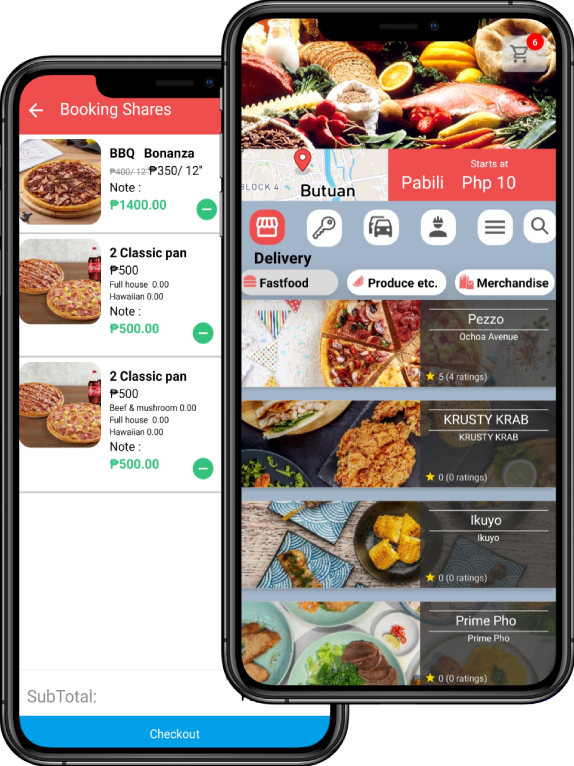 Booking Shares
BBQ Bonanza
₱400/ 12" ₱350/ 12"
Note :
₱1400.00
2 Classic pan
₱500
Full house 0.00
Hawaiian 0.00
Note :
₱500.00
2 Classic pan
₱500
Beef & mushroom 0.00
Full house 0.00
Hawaiian 0.00
Note :
₱500.00
SubTotal:
Checkout
6
BLOCK 4
Butuan
Starts at
Pabili Php 10
Delivery
Fastfood
Produce etc.
Merchandise
Pezzo
Ochoa Avenue
5 (4 ratings)
KRUSTY KRAB
KRUSTY KRAB
0 (0 ratings)
Ikuyo
Ikuyo
0 (0 ratings)
Prime Pho
Prime Pho
0 (0 ratings)